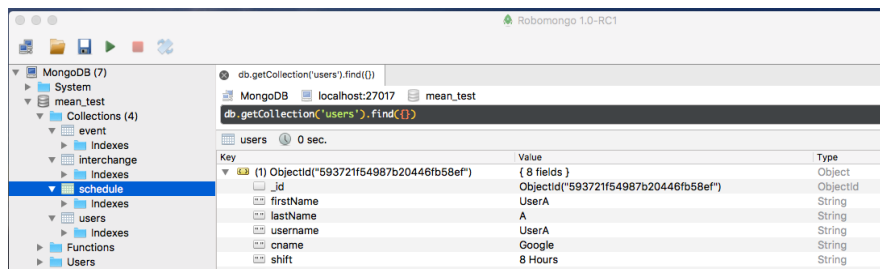 Robomongo 1.0-RC1
MongoDB (7)
System
mean_test
Collections (4)
event
Indexes
interchange
Indexes
schedule
Indexes
users
Indexes
Functions
Users
db.getCollection('users').find({})
MongoDB localhost:27017 mean_test
db.getCollection('users').find({})
users 0 sec.
Key Value Type
(1) ObjectId("593721f54987b20446fb58ef") { 8 fields } Object
_id ObjectId("593721f54987b20446fb58ef") ObjectId
firstName UserA String
lastName A String
username UserA String
cname Google String
shift 8 Hours String